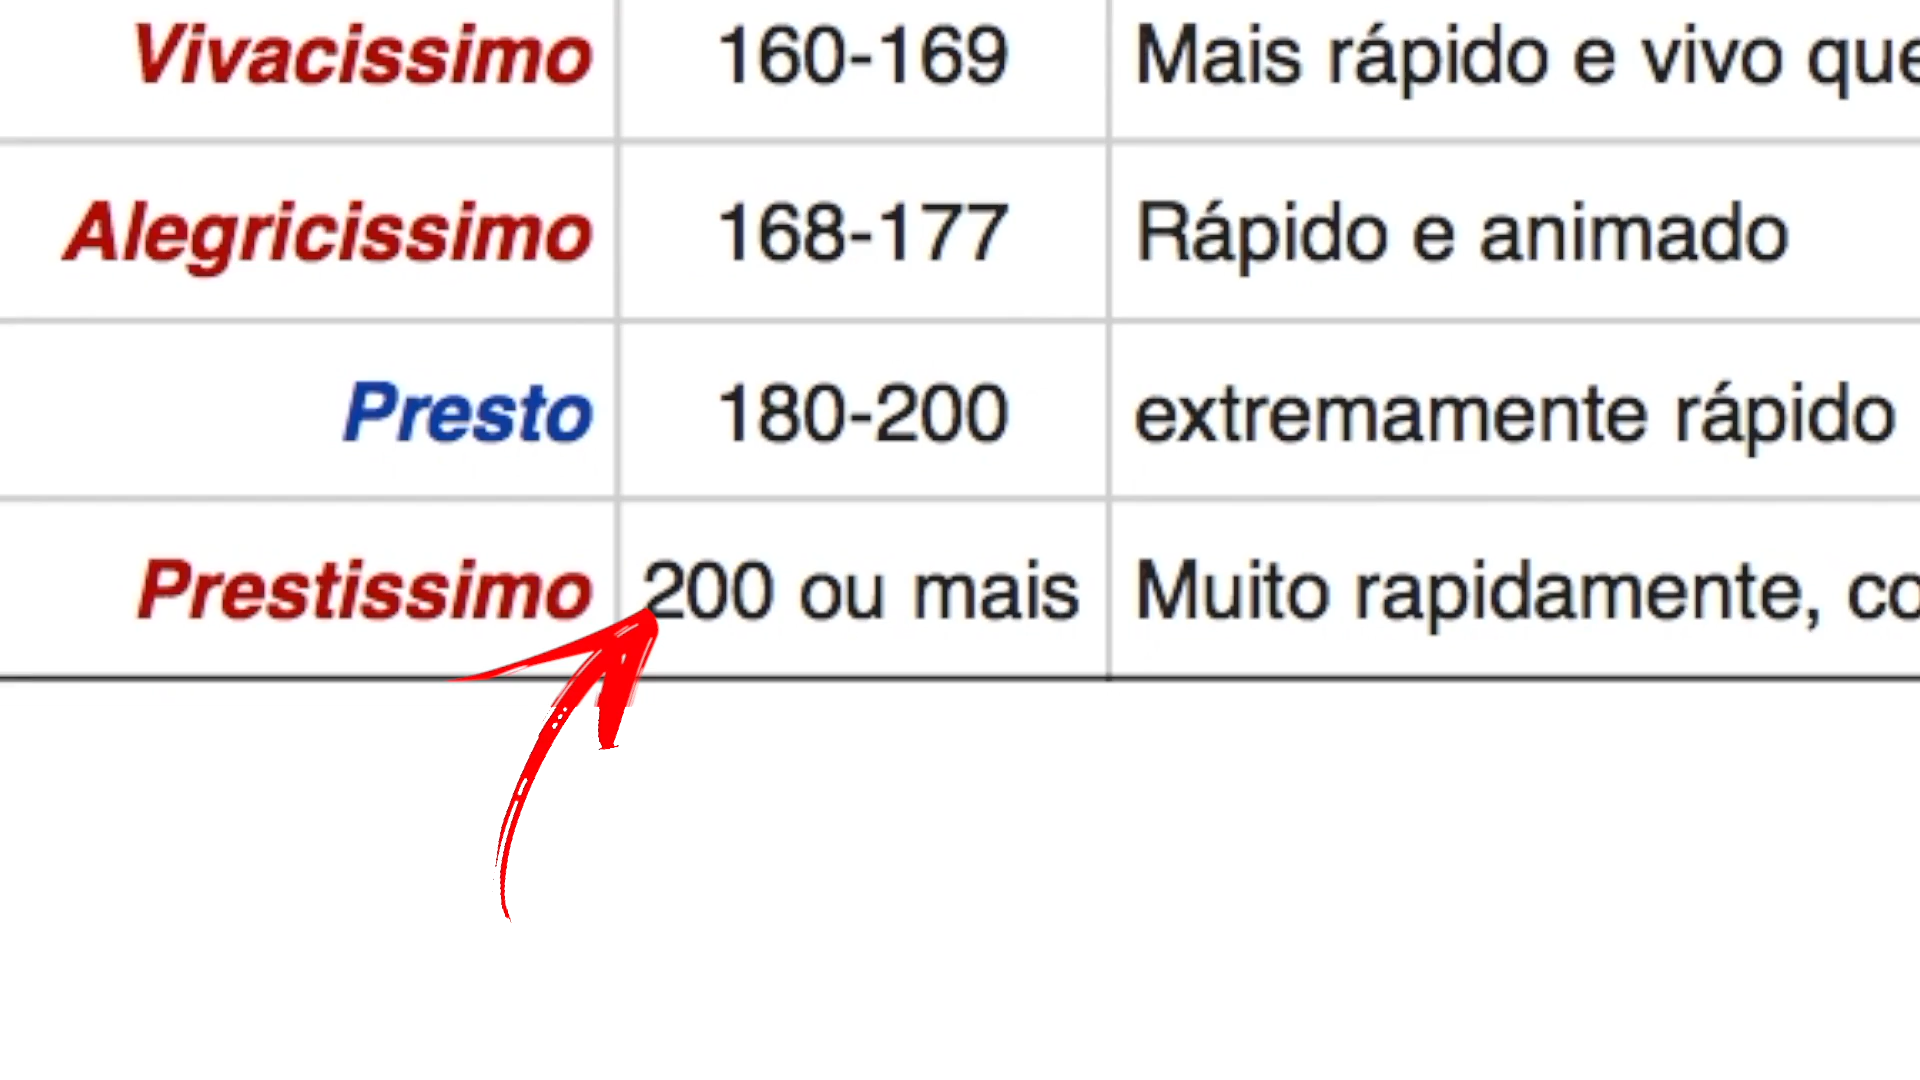 Vivacissimo 160-169 Mais rápido e vivo que
Alegricissimo 168-177 Rápido e animado
Presto 180-200 extremamente rápido
Prestissimo 200 ou mais Muito rapidamente, co